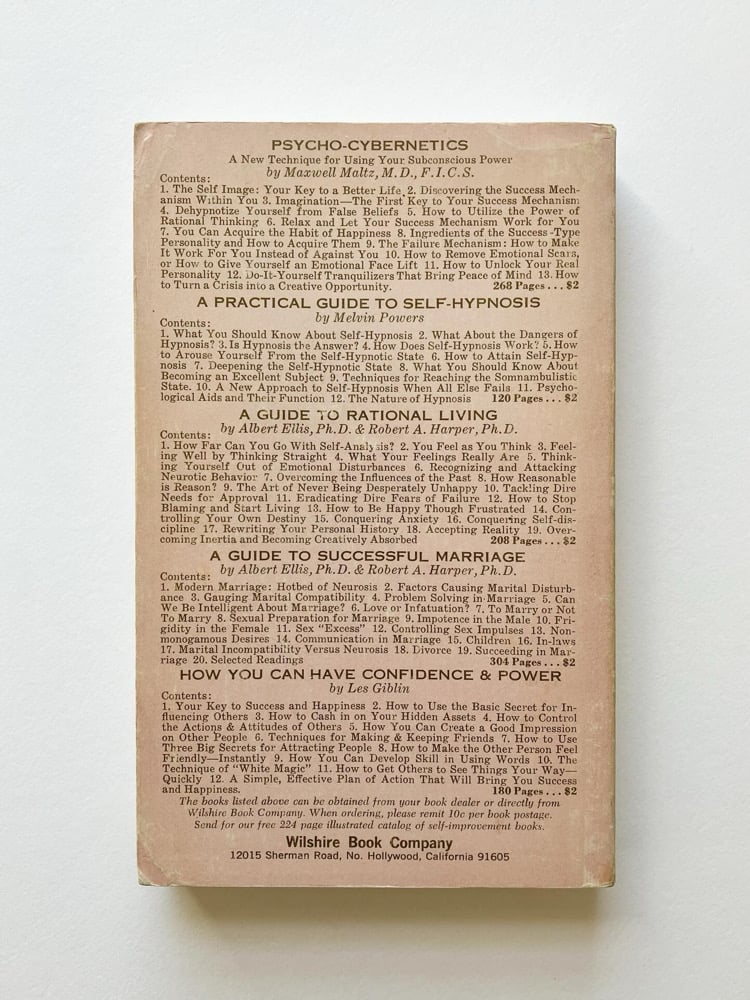 PSYCHO-CYBERNETICS
A New Technique for Using Your Subconscious Power
by Maxwell Maltz, M.D., F.I.C.S.
Contents:
1. The Self Image: Your Key to a Better Life. 2. Discovering the Success Mech-
anism Within You 3. Imagination—The First Key to Your Success Mechanism
4. Dehypnotize Yourself from False Beliefs 5. How to Utilize the Power of
Rational Thinking 6. Relax and Let Your Success Mechanism Work for You
7. You Can Acquire the Habit of Happiness 8. Ingredients of the Success-Type
Personality and How to Acquire Them 9. The Failure Mechanism: How to Make
It Work For You Instead of Against You 10. How to Remove Emotional Scars,
or How to Give Yourself an Emotional Face Lift 11. How to Unlock Your Real
Personality 12. Do-It-Yourself Tranquilizers That Bring Peace of Mind 13. How
to Turn a Crisis into a Creative Opportunity. 268 Pages... $2
A PRACTICAL GUIDE TO SELF-HYPNOSIS
by Melvin Powers
Contents:
1. What You Should Know About Self-Hypnosis 2. What About the Dangers of
Hypnosis? 3. Is Hypnosis the Answer? 4. How Does Self-Hypnosis Work? 5. How
to Arouse Yourself From the Self-Hypnotic State 6. How to Attain Self-Hyp-
nosis 7. Deepening the Self-Hypnotic State 8. What You Should Know About
Becoming an Excellent Subject 9. Techniques for Reaching the Somnambulistic
State. 10. A New Approach to Self-Hypnosis When All Else Fails 11. Psycho-
logical Aids and Their Function 12. The Nature of Hypnosis 120 Pages... $2
A GUIDE TO RATIONAL LIVING
by Albert Ellis, Ph.D. & Robert A. Harper, Ph.D.
Contents:
1. How Far Can You Go With Self-Analysis? 2. You Feel as You Think 3. Feel-
ing Well by Thinking Straight 4. What Your Feelings Really Are 5. Think-
ing Yourself Out of Emotional Disturbances 6. Recognizing and Attacking
Neurotic Behavior 7. Overcoming the Influences of the Past 8. How Reasonable
is Reason? 9. The Art of Never Being Desperately Unhappy 10. Tackling Dire
Needs for Approval 11. Eradicating Dire Fears of Failure 12. How to Stop
Blaming and Start Living 13. How to Be Happy Though Frustrated 14. Con-
trolling Your Own Destiny 15. Conquering Anxiety 16. Conquering Self-dis-
cipline 17. Rewriting Your Personal History 18. Accepting Reality 19. Over-
coming Inertia and Becoming Creatively Absorbed 208 Pages... $2
A GUIDE TO SUCCESSFUL MARRIAGE
by Albert Ellis, Ph.D. & Robert A. Harper, Ph.D.
Contents:
1. Modern Marriage: Hotbed of Neurosis 2. Factors Causing Marital Disturb-
ance 3. Gauging Marital Compatibility 4. Problem Solving in Marriage 5. Can
We Be Intelligent About Marriage? 6. Love or Infatuation? 7. To Marry or Not
To Marry 8. Sexual Preparation for Marriage 9. Impotence in the Male 10. Fri-
gidity in the Female 11. Sex "Excess" 12. Controlling Sex Impulses 13. Non-
monogamous Desires 14. Communication in Marriage 15. Children 16. In-laws
17. Marital Incompatibility Versus Neurosis 18. Divorce 19. Succeeding in Mar-
riage 20. Selected Readings 304 Pages... $2
HOW YOU CAN HAVE CONFIDENCE & POWER
by Les Giblin
Contents:
1. Your Key to Success and Happiness 2. How to Use the Basic Secret for In-
fluencing Others 3. How to Cash in on Your Hidden Assets 4. How to Control
the Actions & Attitudes of Others 5. How You Can Create a Good Impression
on Other People 6. Techniques for Making & Keeping Friends 7. How to Use
Three Big Secrets for Attracting People 8. How to Make the Other Person Feel
Friendly—Instantly 9. How You Can Develop Skill in Using Words 10. The
Technique of "White Magic" 11. How to Get Others to See Things Your Way—
Quickly 12. A Simple, Effective Plan of Action That Will Bring You Success
and Happiness. 180 Pages... $2
The books listed above can be obtained from your book dealer or directly from
Wilshire Book Company. When ordering, please remit 10c per book postage.
Send for our free 224 page illustrated catalog of self-improvement books.
Wilshire Book Company
12015 Sherman Road, No. Hollywood, California 91605